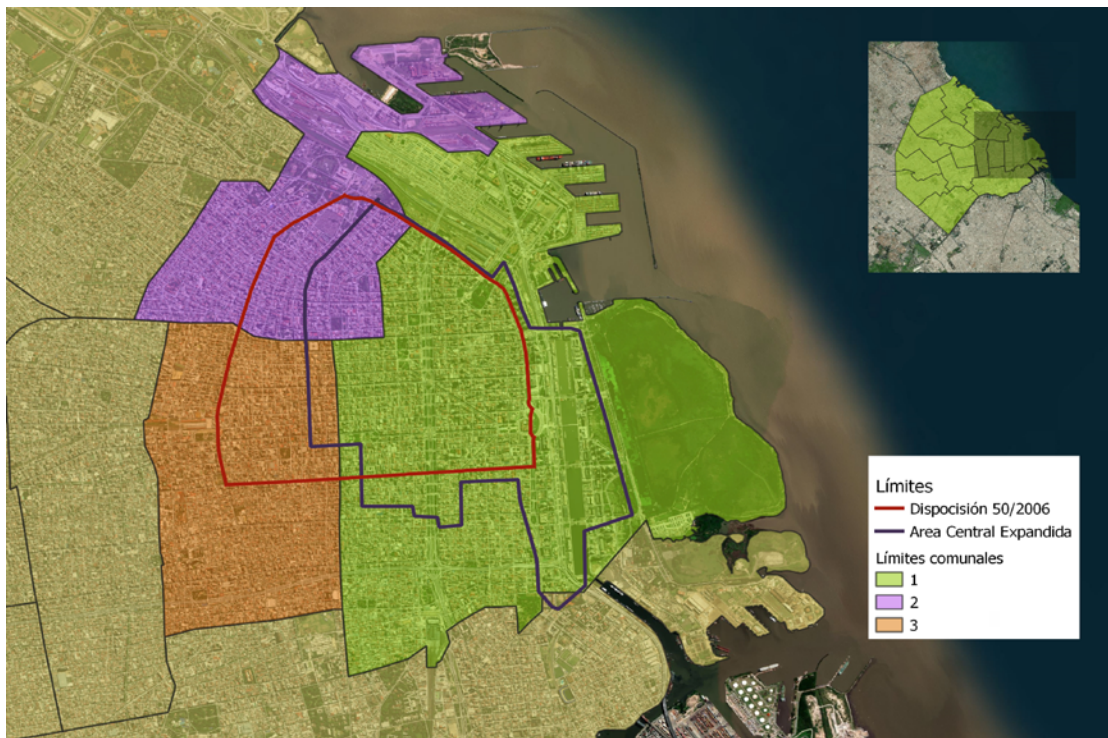 Límites
Dispocisión 50/2006
Area Central Expandida
Límites comunales
1
2
3